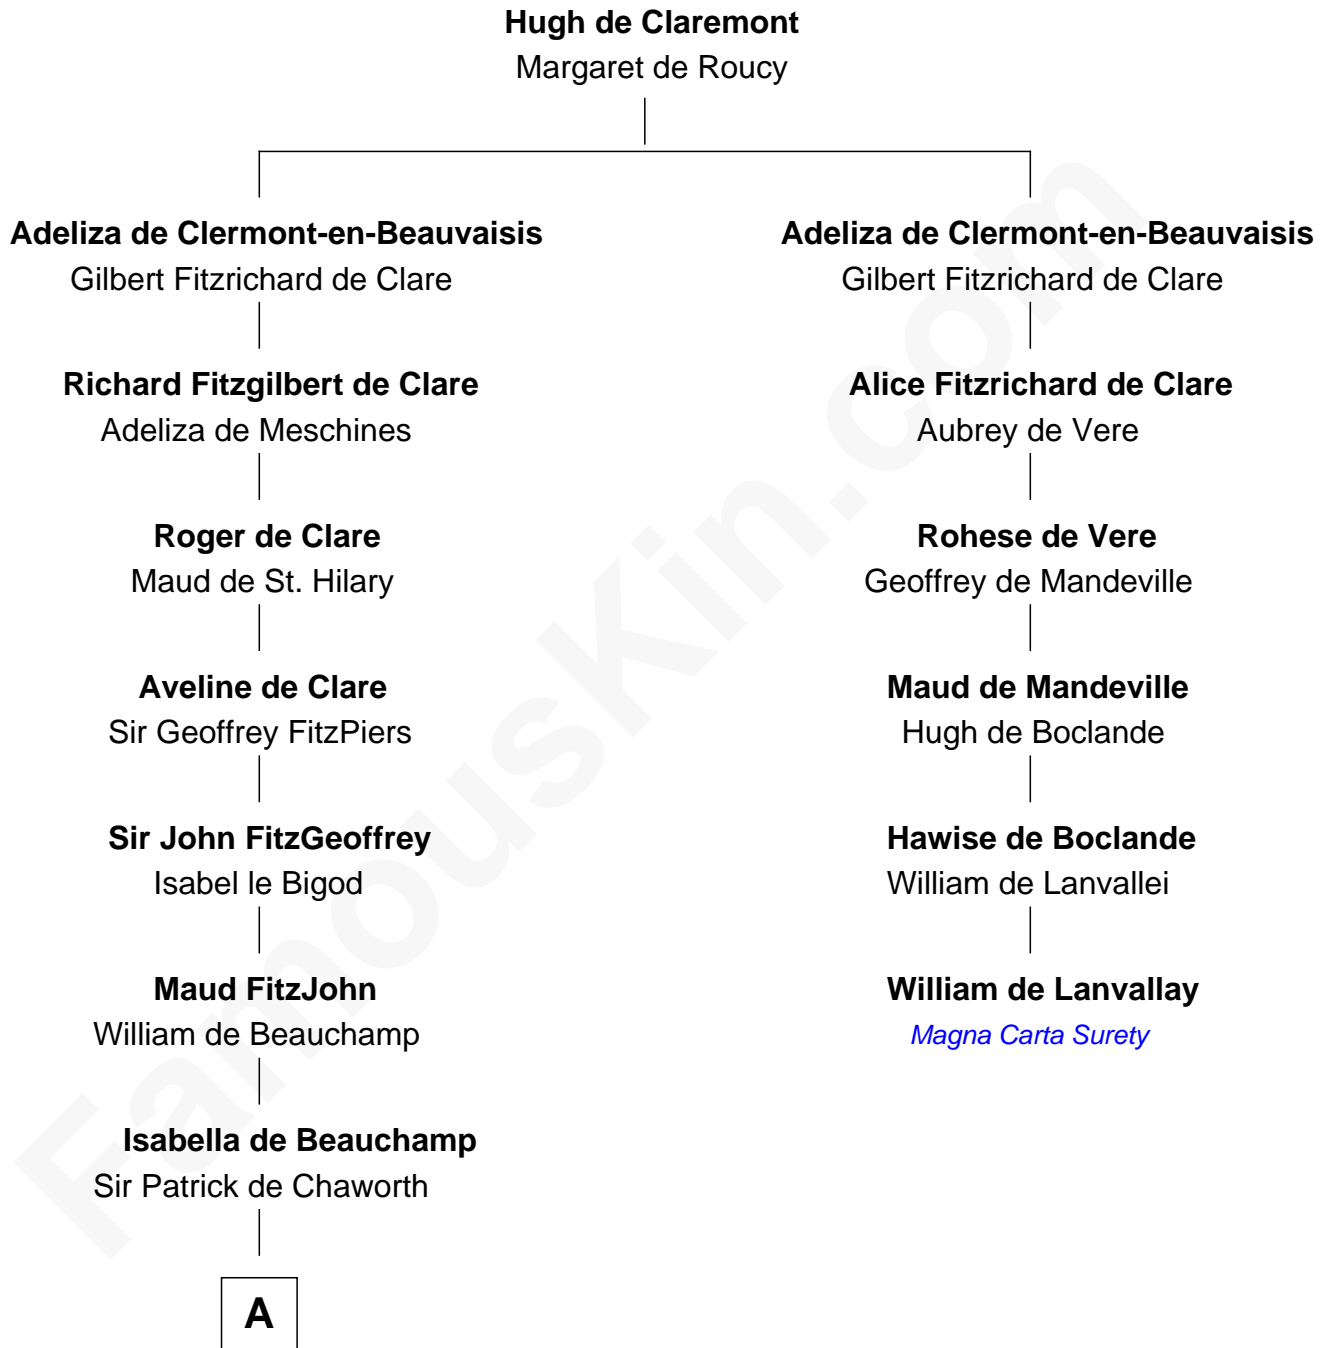 Hugh de Claremont
Margaret de Roucy
Adeliza de Clermont-en-Beauvaisis
Gilbert Fitzrichard de Clare
Richard Fitzgilbert de Clare
Adeliza de Meschines
Roger de Clare
Maud de St. Hilary
Aveline de Clare
Sir Geoffrey FitzPiers
Sir John FitzGeoffrey
Isabel le Bigod
Maud FitzJohn
William de Beauchamp
Isabella de Beauchamp
Sir Patrick de Chaworth
A
Adeliza de Clermont-en-Beauvaisis
Gilbert Fitzrichard de Clare
Alice Fitzrichard de Clare
Aubrey de Vere
Rohese de Vere
Geoffrey de Mandeville
Maud de Mandeville
Hugh de Boclande
Hawise de Boclande
William de Lanvallei
William de Lanvallay
Magna Carta Surety
FamousKin.com